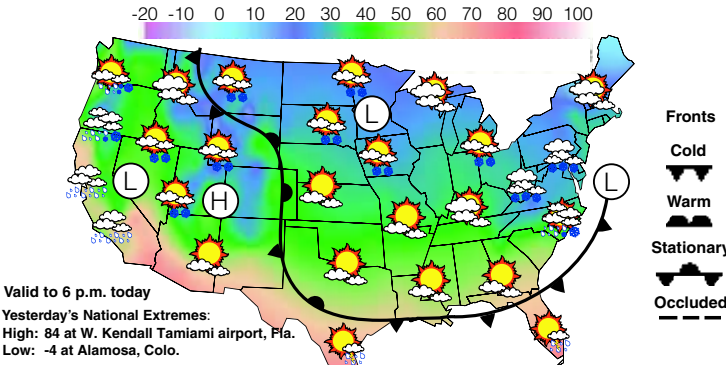 -20 -10 0 10 20 30 40 50 60 70 80 90 100
L
L
H
L
Fronts
Cold
Warm
Stationary
Occluded
Valid to 6 p.m. today
Yesterday's National Extremes:
High: 84 at W. Kendall Tamiami airport, Fla.
Low: -4 at Alamosa, Colo.